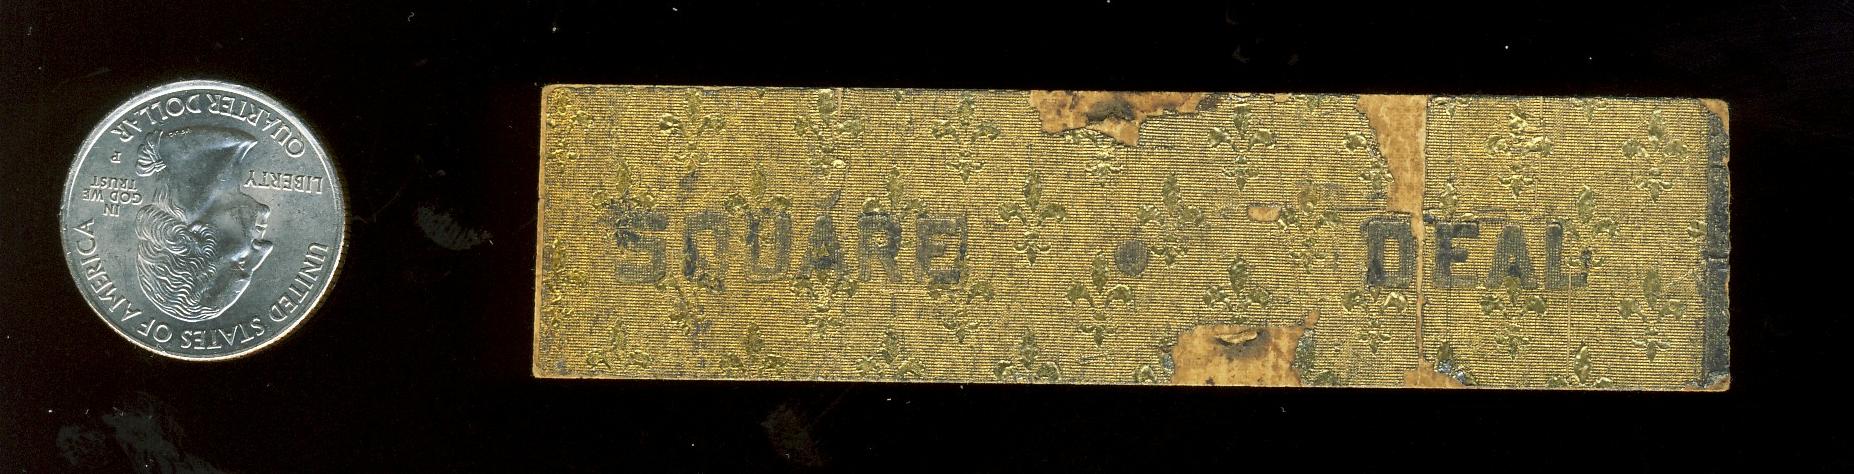 UNITED STATES OF AMERICA
LIBERTY
IN
GOD WE
TRUST
P
QUARTER DOLLAR
SQUARE DEAL